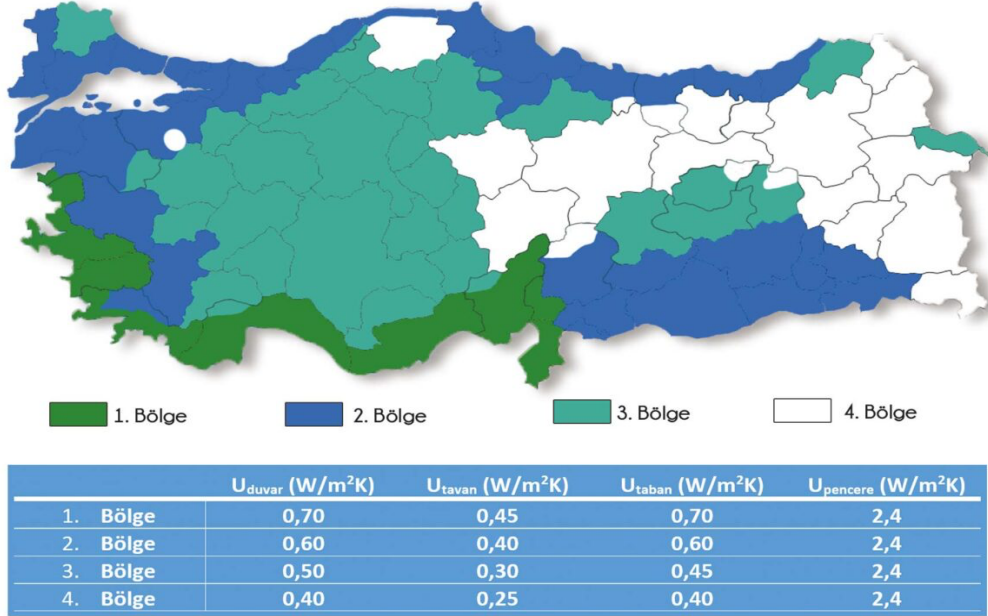 1. Bölge 2. Bölge 3. Bölge 4. Bölge
Uduvar (W/m²K) Utavan (W/m²K) Utaban (W/m²K) Upencere (W/m²K)
1. Bölge 0,70 0,45 0,70 2,4
2. Bölge 0,60 0,40 0,60 2,4
3. Bölge 0,50 0,30 0,45 2,4
4. Bölge 0,40 0,25 0,40 2,4